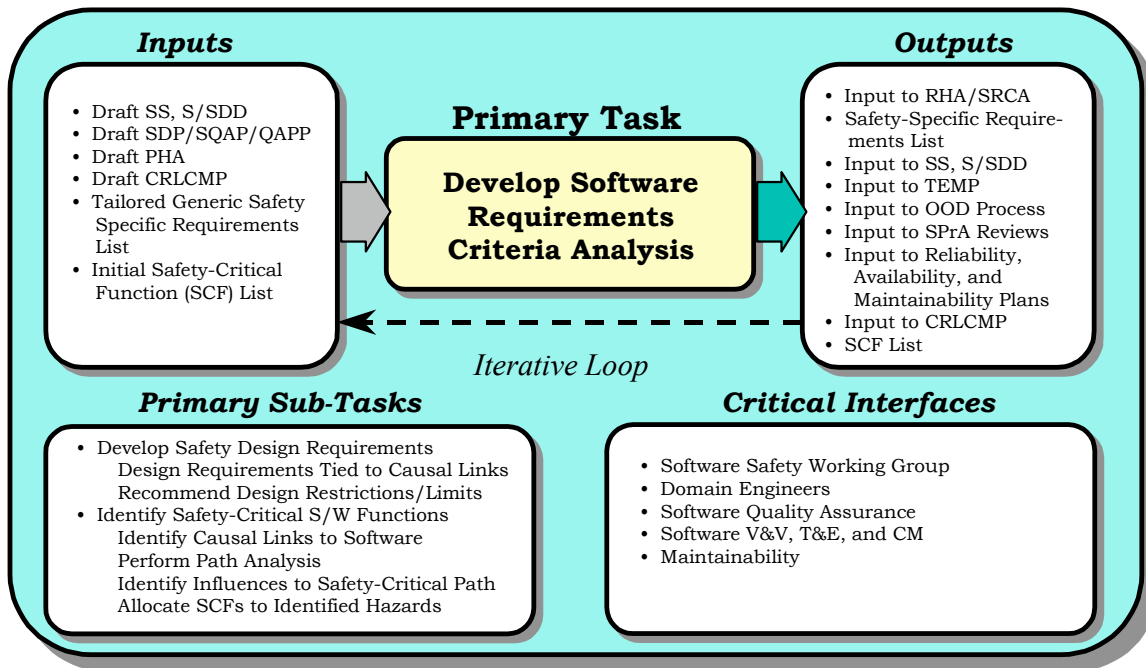 Inputs
• Draft SS, S/SDD
• Draft SDP/SQAP/QAPP
• Draft PHA
• Draft CRLCMP
• Tailored Generic Safety
Specific Requirements
List
• Initial Safety-Critical
Function (SCF) List
Primary Task
Develop Software
Requirements
Criteria Analysis
Outputs
• Input to RHA/SRCA
• Safety-Specific Require-
ments List
• Input to SS, S/SDD
• Input to TEMP
• Input to OOD Process
• Input to SPrA Reviews
• Input to Reliability,
Availability, and
Maintainability Plans
• Input to CRLCMP
• SCF List
Iterative Loop
Primary Sub-Tasks
• Develop Safety Design Requirements
Design Requirements Tied to Causal Links
Recommend Design Restrictions/Limits
• Identify Safety-Critical S/W Functions
Identify Causal Links to Software
Perform Path Analysis
Identify Influences to Safety-Critical Path
Allocate SCFs to Identified Hazards
Critical Interfaces
• Software Safety Working Group
• Domain Engineers
• Software Quality Assurance
• Software V&V, T&E, and CM
• Maintainability